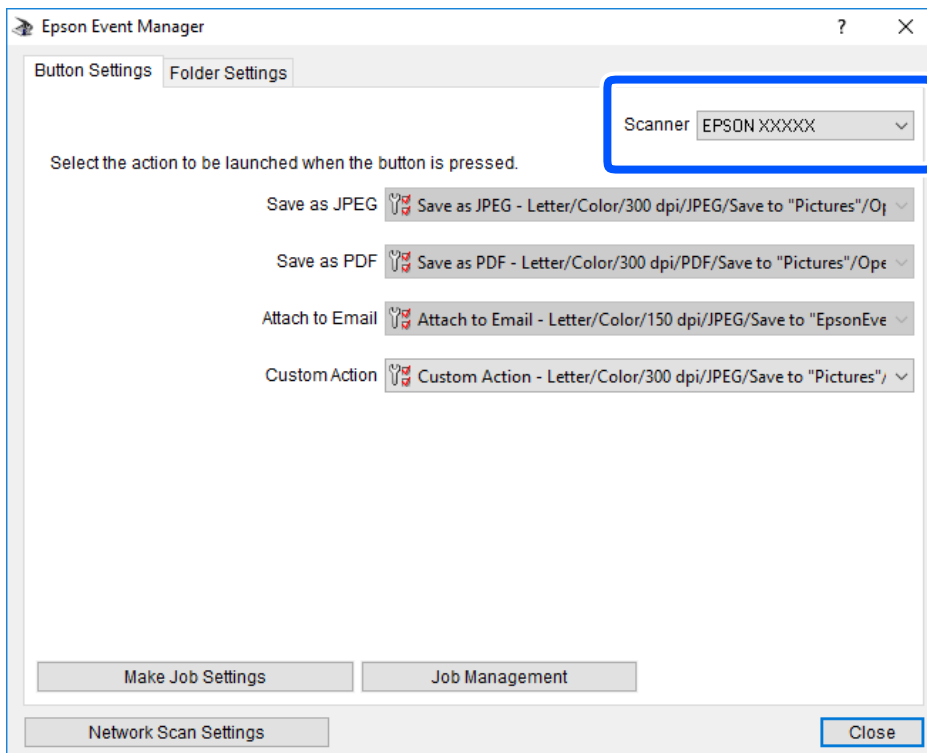 Epson Event Manager
Button Settings Folder Settings
Scanner EPSON XXXXX
Select the action to be launched when the button is pressed.
Save as JPEG Save as JPEG - Letter/Color/300 dpi/JPEG/Save to "Pictures"/Op
Save as PDF Save as PDF - Letter/Color/300 dpi/PDF/Save to "Pictures"/Ope
Attach to Email Attach to Email - Letter/Color/150 dpi/JPEG/Save to "EpsonEve
Custom Action Custom Action - Letter/Color/300 dpi/JPEG/Save to "Pictures"/
Make Job Settings Job Management
Network Scan Settings Close